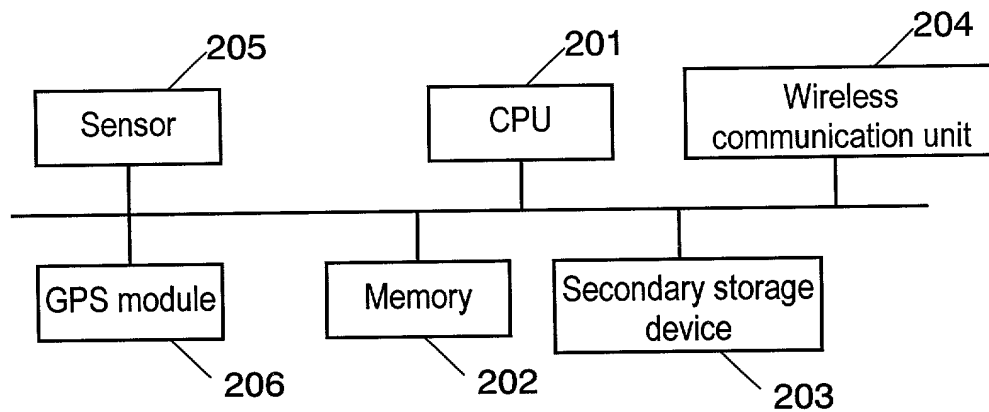 205
201
204
Sensor
CPU
Wireless
communication unit
GPS module
Memory
Secondary storage
device
206
202
203